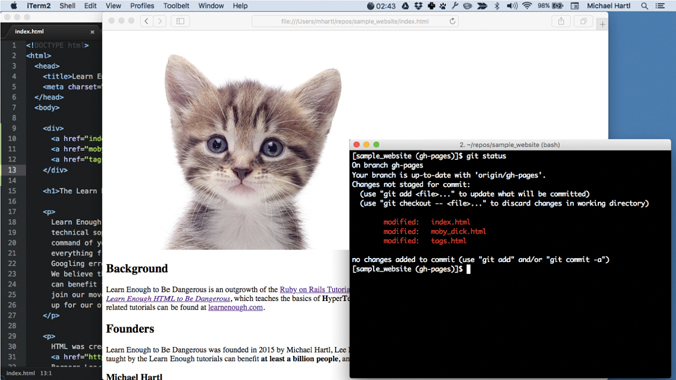 iTerm2 Shell Edit View Profiles Toolbelt Window Help 02:43 98% Michael Hartl
index.html
file:///Users/mhartl/repos/sample_website/index.html
1 <!DOCTYPE html>
2 <html>
3 <head>
4 <title>Learn Eno
5 <meta charset=
6 </head>
7 <body>
8
9 <div>
10 <a href="inde
11 <a href="moby
12 <a href="tags
13 </div>
14
15 <h1>The Learn E
16
17 <p>
18 Learn Enough
19 technical so
20 command of y
21 everything f
22 Googling erro
23 We believe th
24 can benefit
25 join our mov
26 up for our o
27 </p>
28
29 <p>
30 HTML was crea
31 <a href="http
index.html 13:1
Background
Learn Enough to Be Dangerous is an outgrowth of the Ruby on Rails Tutoria
Learn Enough HTML to Be Dangerous, which teaches the basics of HyperTe
related tutorials can be found at learnenough.com.
Founders
Learn Enough to Be Dangerous was founded in 2015 by Michael Hartl, Lee
taught by the Learn Enough tutorials can benefit at least a billion people, an
Michael Hartl
2. ~/repos/sample_website (bash)
[sample_website (gh-pages)]$ git status
On branch gh-pages
Your branch is up-to-date with 'origin/gh-pages'.
Changes not staged for commit:
(use "git add <file>..." to update what will be committed)
(use "git checkout -- <file>..." to discard changes in working directory)
modified: index.html
modified: moby_dick.html
modified: tags.html
no changes added to commit (use "git add" and/or "git commit -a")
[sample_website (gh-pages)]$